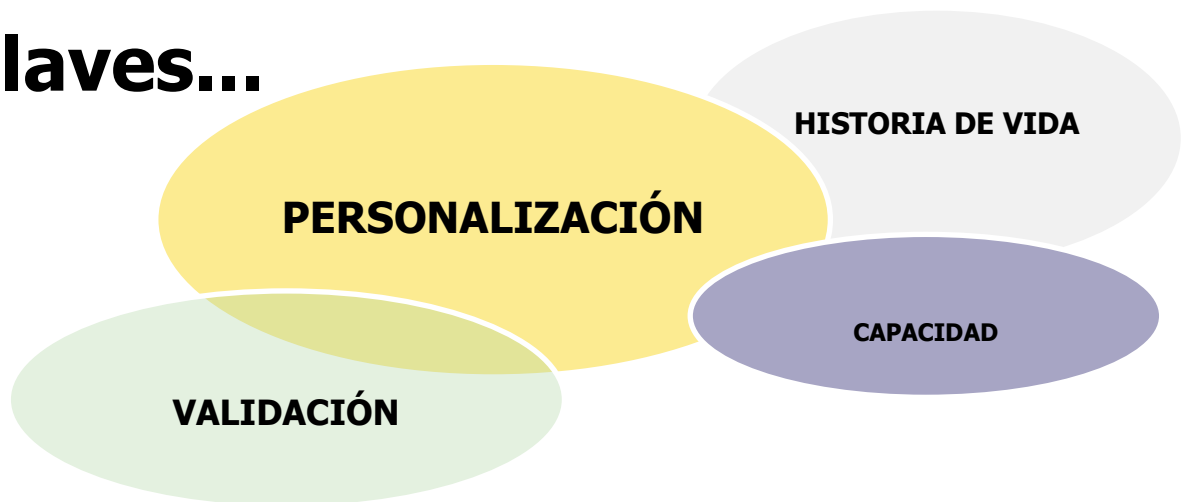 laves...
HISTORIA DE VIDA
PERSONALIZACIÓN
CAPACIDAD
VALIDACIÓN